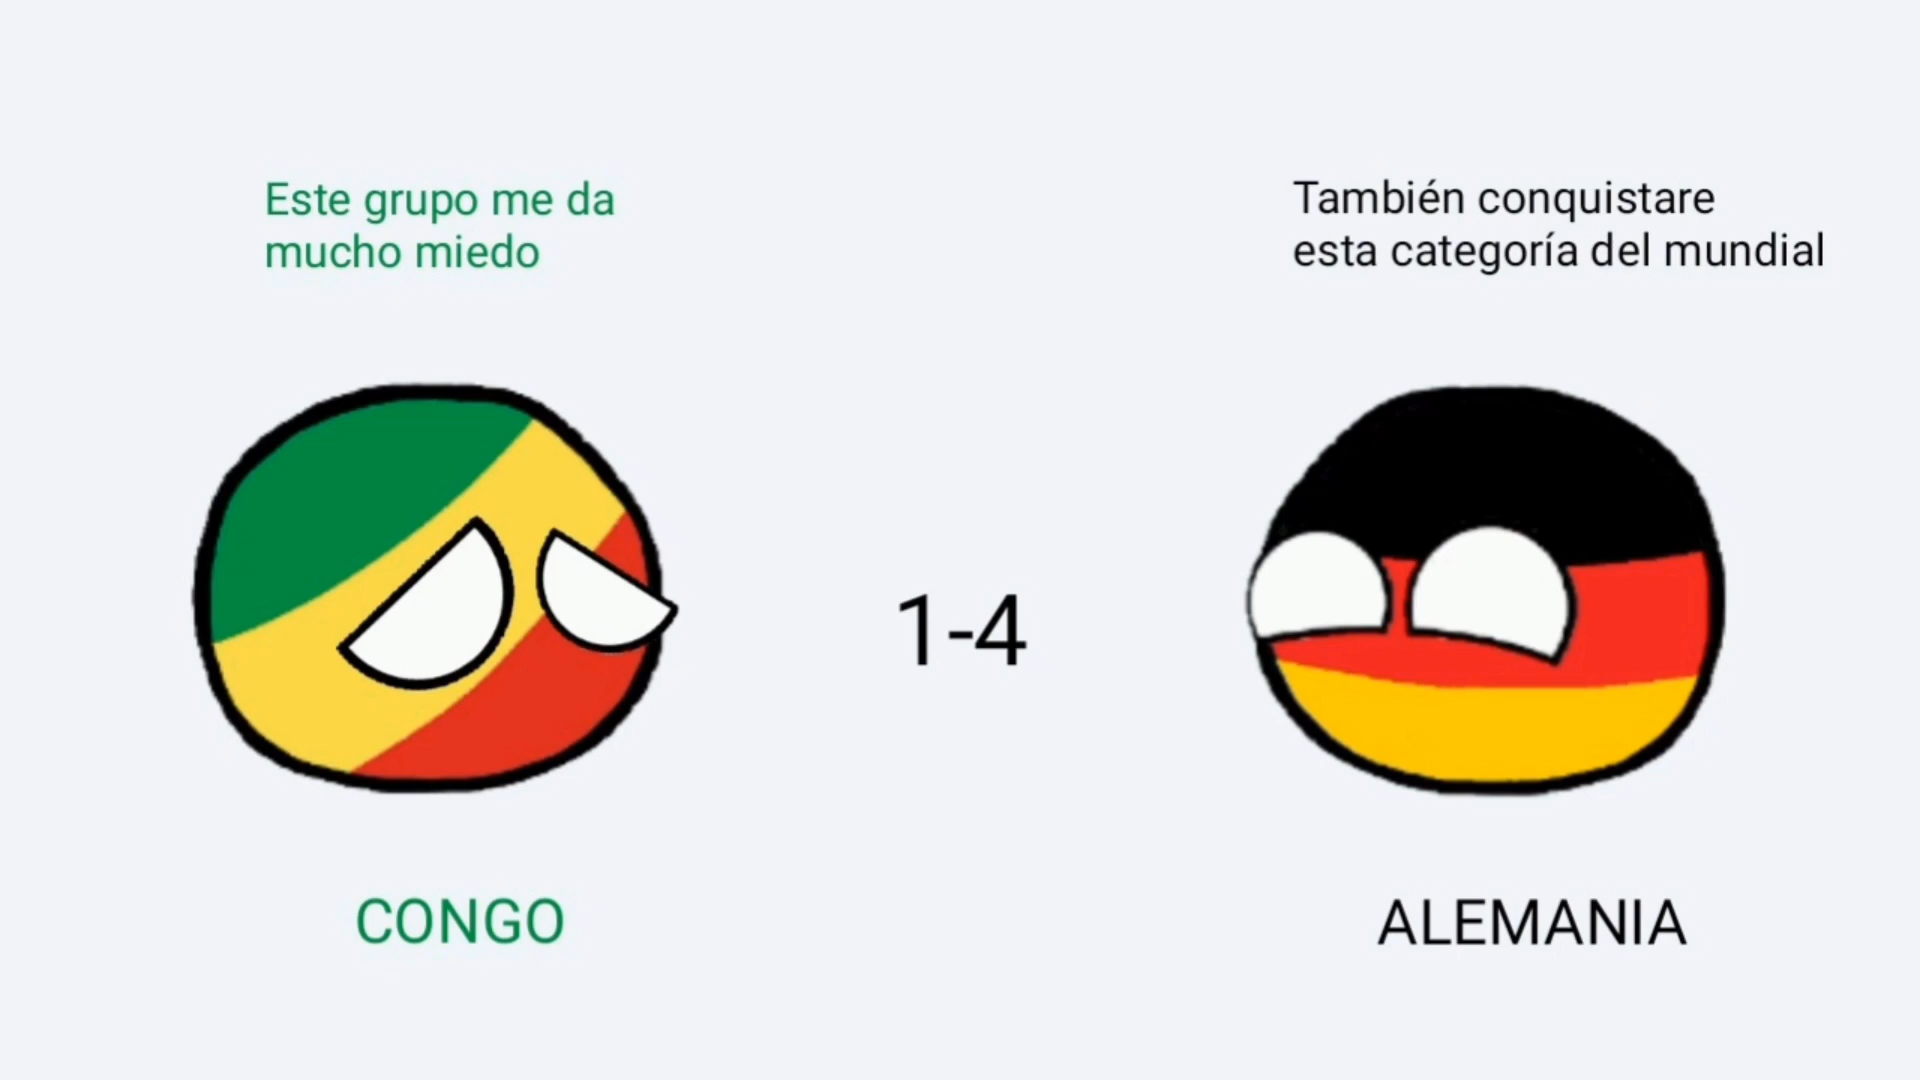 Este grupo me da
mucho miedo
También conquistare
esta categoría del mundial
1-4
CONGO
ALEMANIA